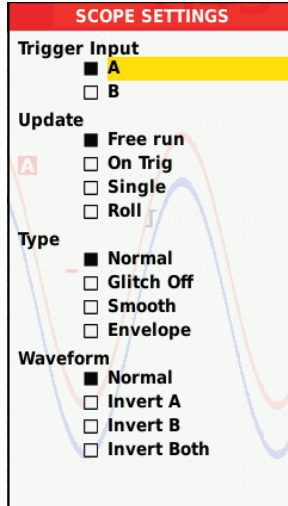 SCOPE SETTINGS
Trigger Input
A
B
Update
Free run
On Trig
A
Single
Roll
Type
Normal
Glitch Off
Smooth
Envelope
Waveform
Normal
Invert A
Invert B
Invert Both